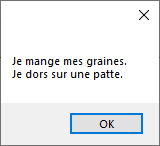 Je mange mes graines.
Je dors sur une patte.
OK